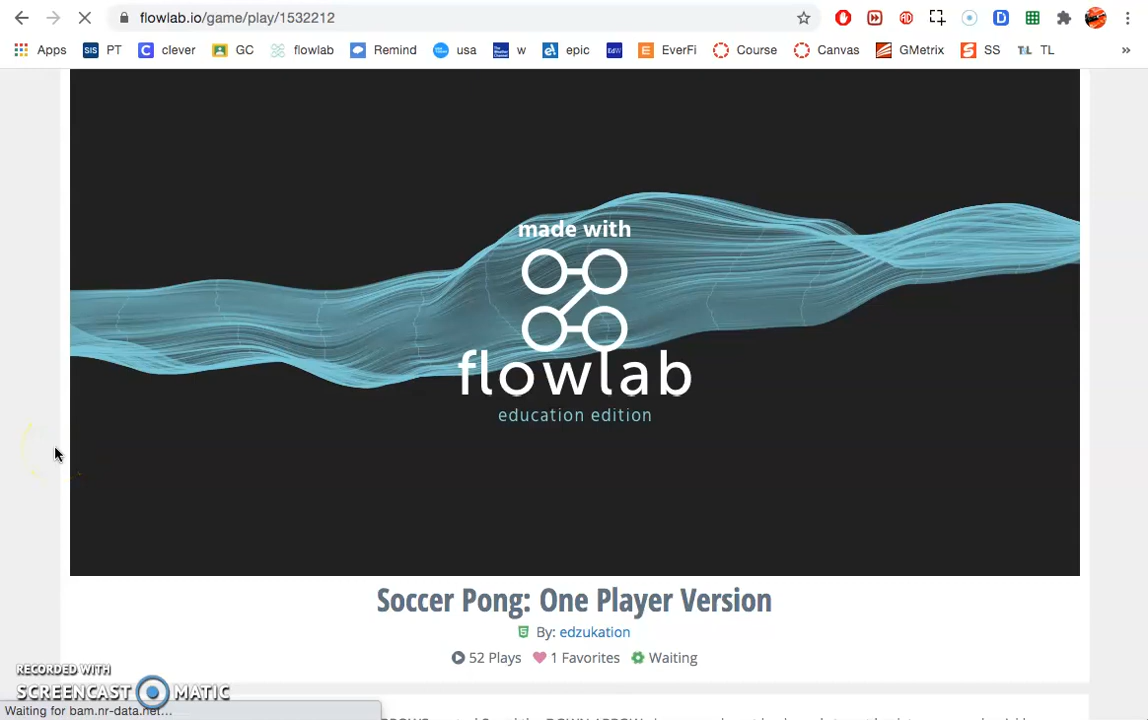 flowlab.io/game/play/1532212
Apps SIS PT clever GC flowlab Remind usa w epic EverFi Course Canvas GMetrix SS TL »
made with
flowlab
education edition
Soccer Pong: One Player Version
By: edzukation
52 Plays 1 Favorites Waiting
RECORDED WITH
SCREENCAST MATIC
Waiting for bam.nr-data.net...